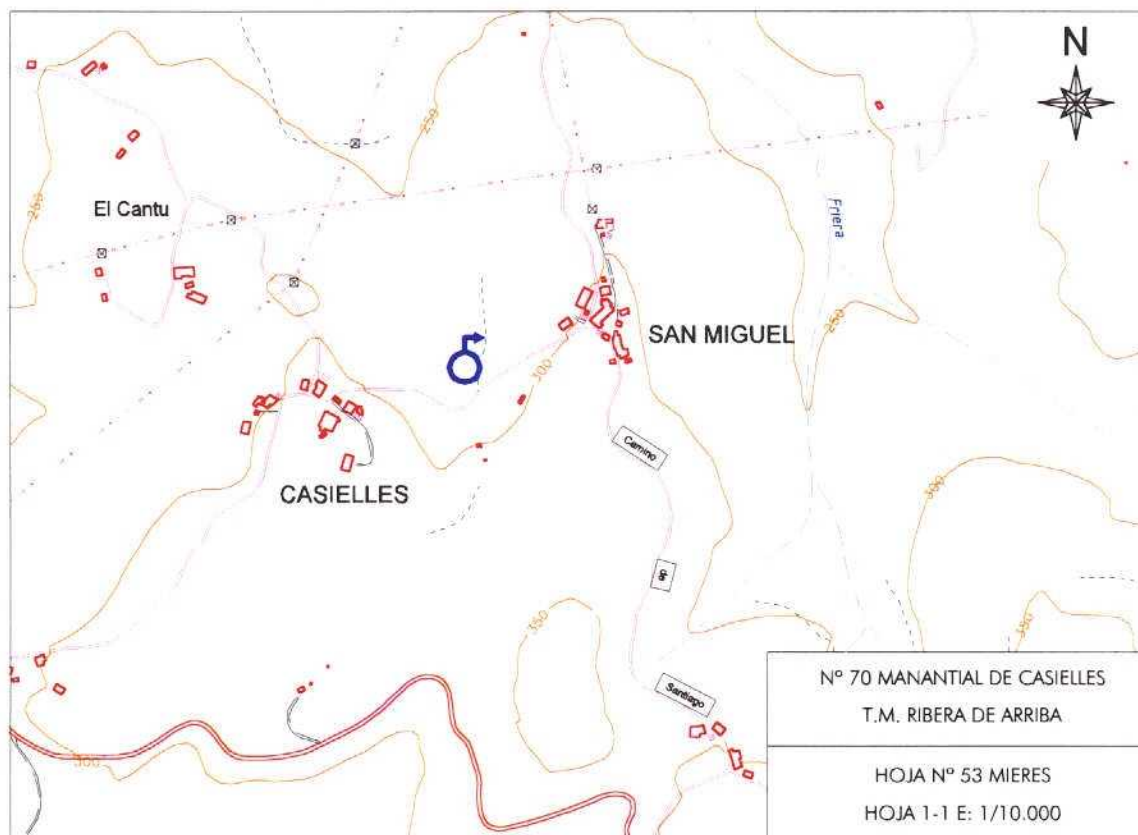 N
250
250
El Cantu
250
Friera
SAN MIGUEL
250
300
Camino
CASIELLES
300
de
350
350
Santiago
300
Nº 70 MANANTIAL DE CASIELLES
T.M. RIBERA DE ARRIBA
HOJA Nº 53 MIERES
HOJA 1-1 E: 1/10.000